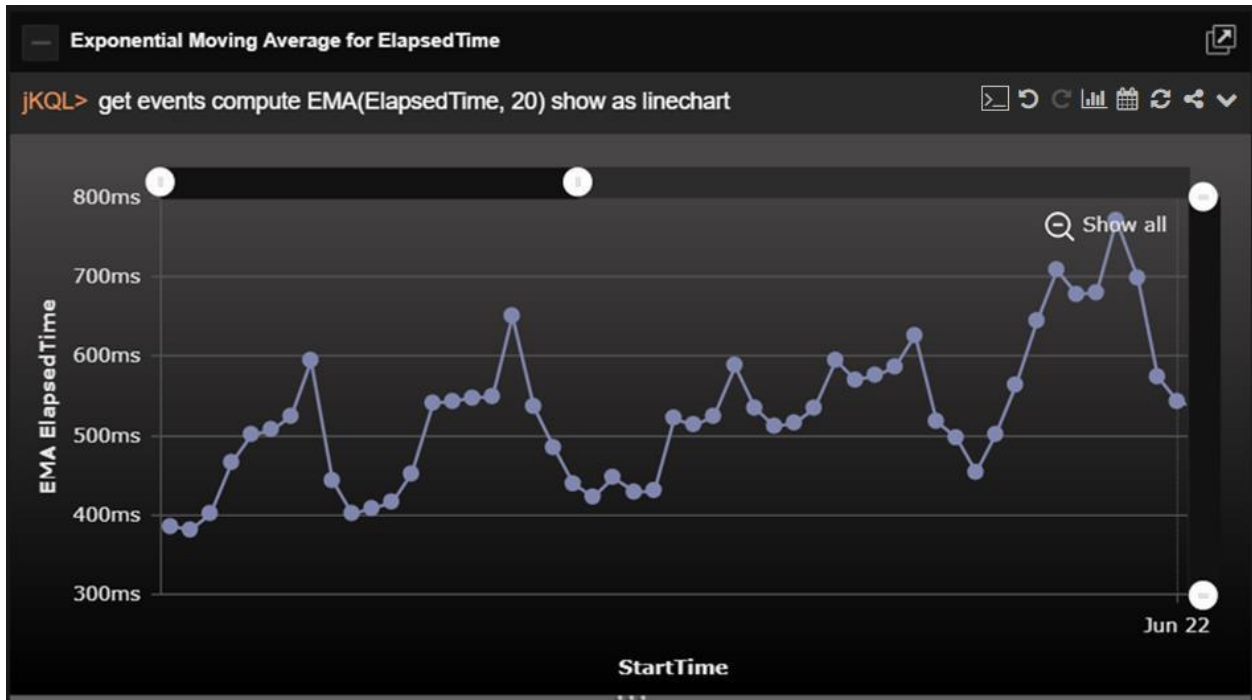 Exponential Moving Average for ElapsedTime
jKQL> get events compute EMA(ElapsedTime, 20) show as linechart
800ms
Show all
700ms
600ms
500ms
400ms
300ms
EMA ElapsedTime
Jun 22
StartTime